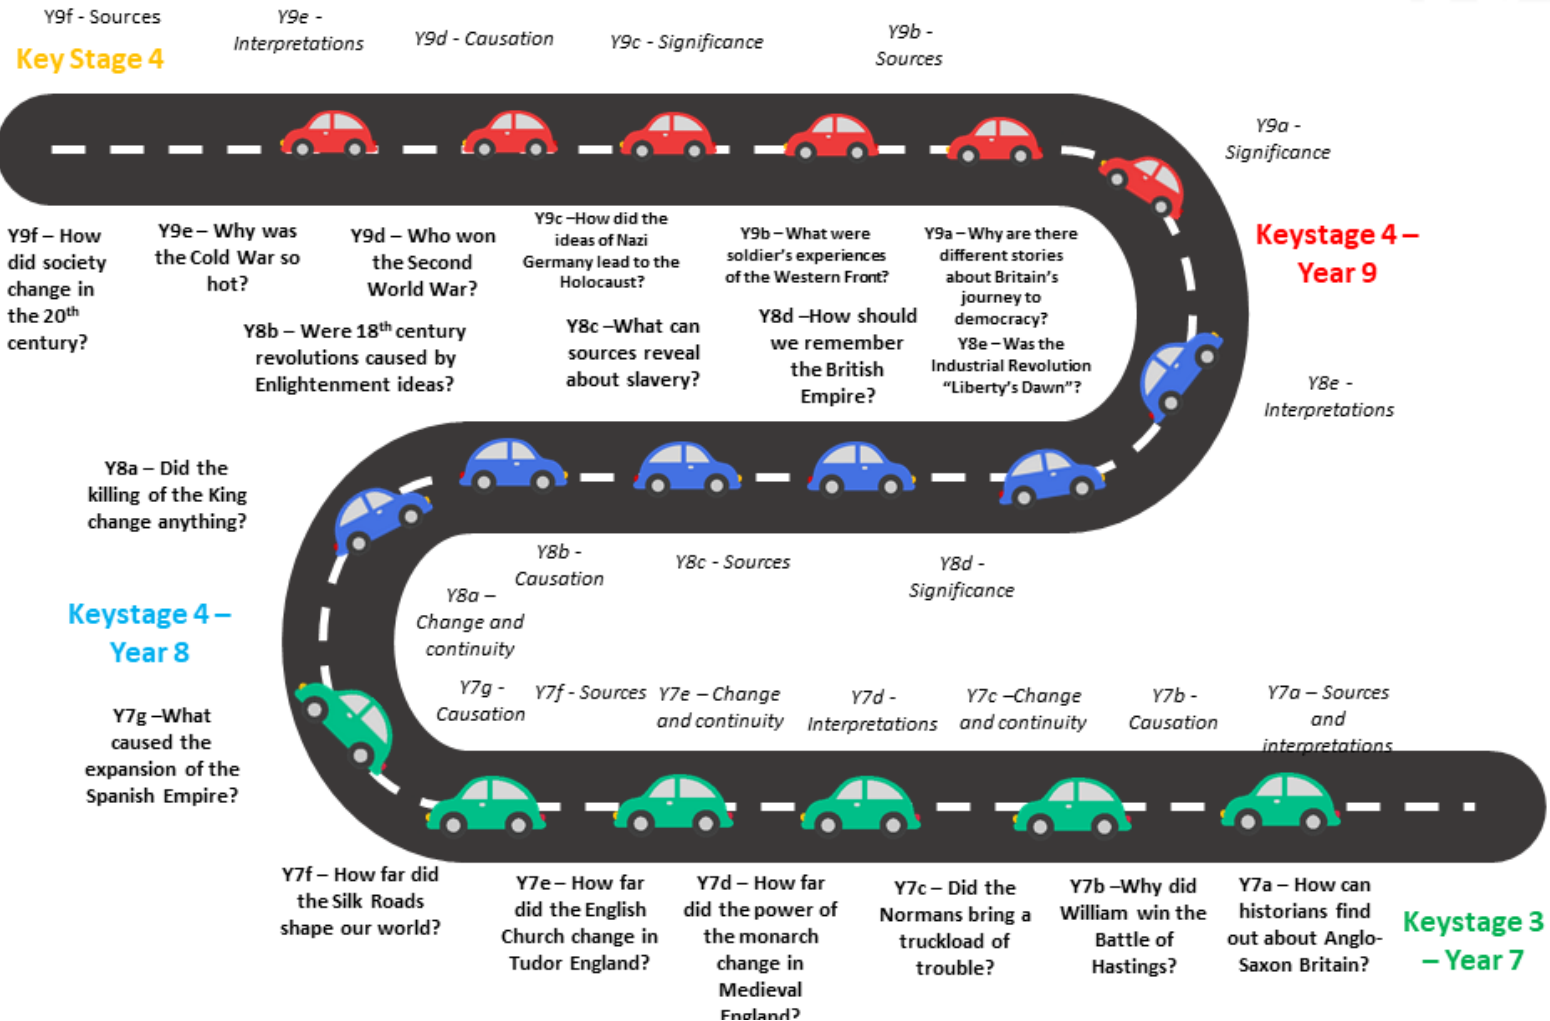 Y9f - Sources
Key Stage 4
Y9e -
Interpretations
Y9d - Causation
Y9c - Significance
Y9b -
Sources
Y9a -
Significance
Y9f – How
did society
change in
the 20th
century?
Y9e – Why was
the Cold War so
hot?
Y9d – Who won
the Second
World War?
Y9c –How did the
ideas of Nazi
Germany lead to the
Holocaust?
Y9b – What were
soldier's experiences
of the Western Front?
Y9a – Why are there
different stories
about Britain's
journey to
democracy?
Keystage 4 –
Year 9
Y8b – Were 18th century
revolutions caused by
Enlightenment ideas?
Y8c –What can
sources reveal
about slavery?
Y8d –How should
we remember
the British
Empire?
Y8e – Was the
Industrial Revolution
"Liberty's Dawn"?
Y8e -
Interpretations
Y8a – Did the
killing of the King
change anything?
Y8b -
Causation
Y8c - Sources
Y8d -
Significance
Y8a –
Change and
continuity
Keystage 4 –
Year 8
Y7g -
Causation
Y7f - Sources
Y7e – Change
and continuity
Y7d -
Interpretations
Y7c –Change
and continuity
Y7b -
Causation
Y7a – Sources
and
interpretations
Y7g –What
caused the
expansion of the
Spanish Empire?
Y7f – How far did
the Silk Roads
shape our world?
Y7e – How far
did the English
Church change in
Tudor England?
Y7d – How far
did the power of
the monarch
change in
Medieval
England?
Y7c – Did the
Normans bring a
truckload of
trouble?
Y7b –Why did
William win the
Battle of
Hastings?
Y7a – How can
historians find
out about Anglo-
Saxon Britain?
Keystage 3
– Year 7